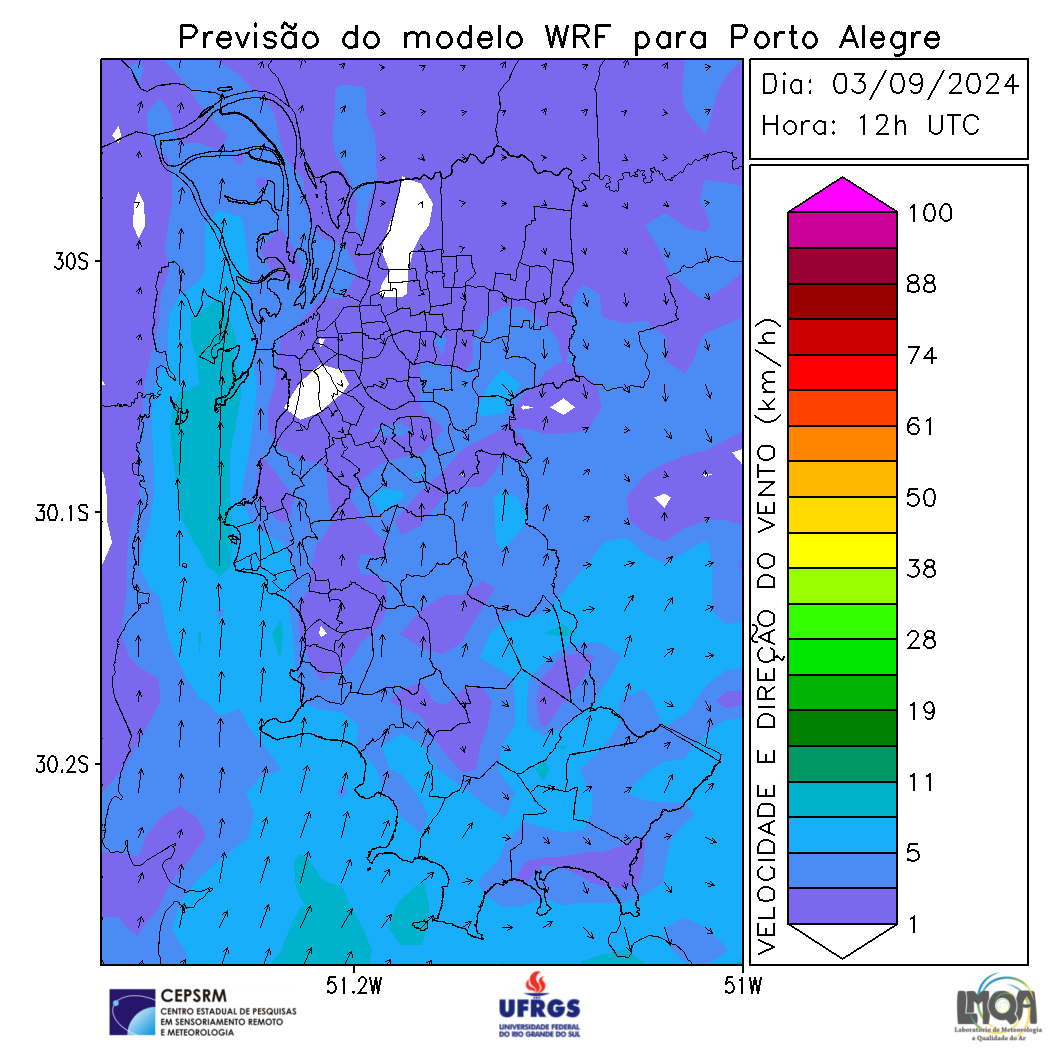 Previsão do modelo WRF para Porto Alegre
Dia: 03/09/2024
Hora: 12h UTC
30S
30.1S
30.2S
51.2W
51W
VELOCIDADE E DIREÇÃO DO VENTO (km/h)
100
88
74
61
50
38
28
19
11
5
1
CEPSRM
CENTRO ESTADUAL DE PESQUISAS
EM SENSORIAMENTO REMOTO
E METEOROLOGIA
UFRGS
UNIVERSIDADE FEDERAL
DO RIO GRANDE DO SUL
LMQA
Laboratório de Meteorologia
e Qualidade do Ar